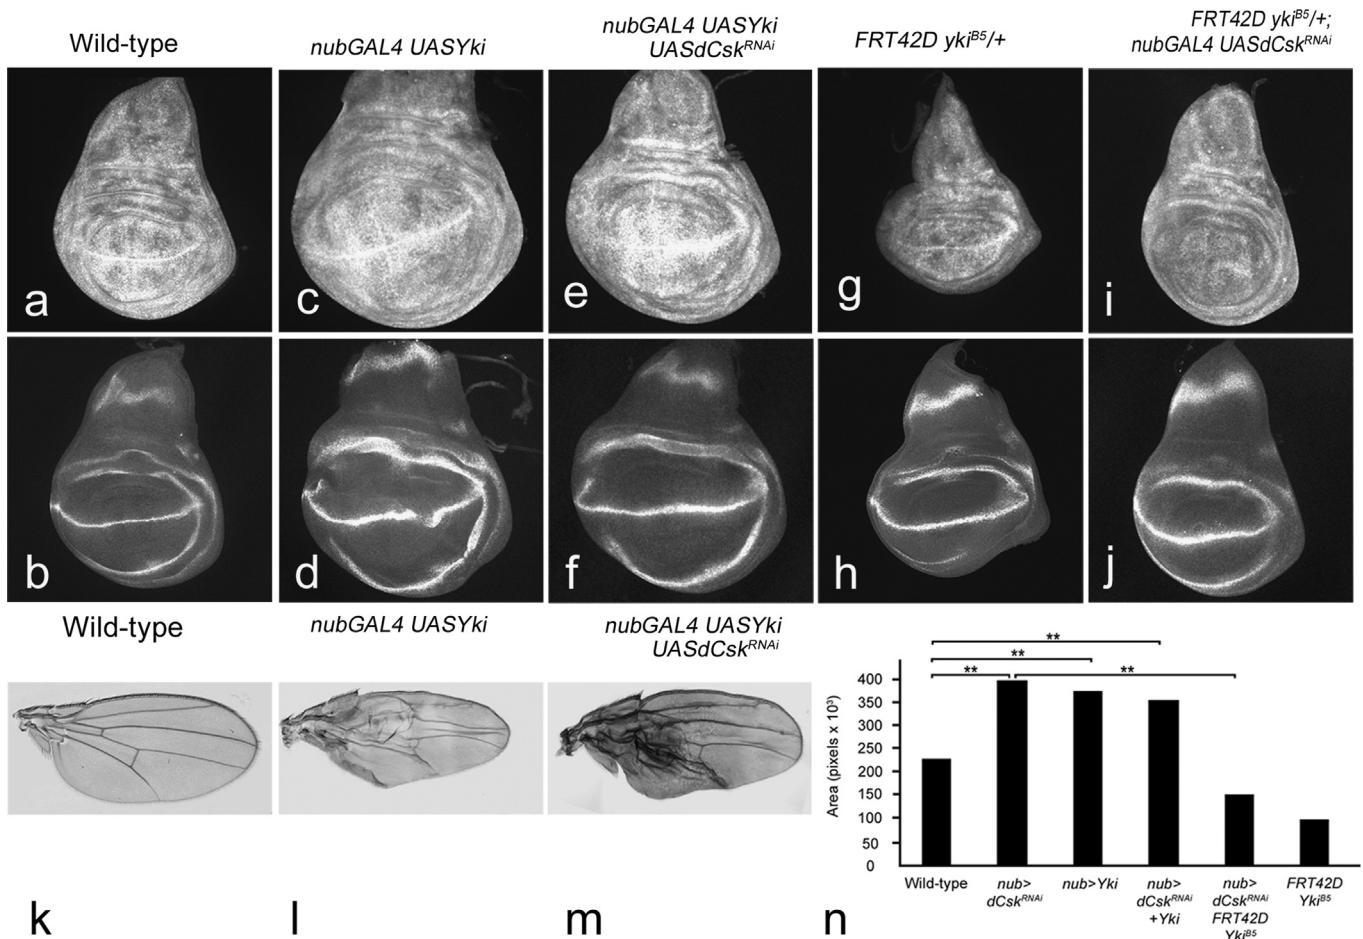 Wild-type
nubGAL4 UASYki
nubGAL4 UASYki
UASdCsk^RNAi
FRT42D yki^B5/+
FRT42D yki^B5/+;
nubGAL4 UASdCsk^RNAi
a
c
e
g
i
b
d
f
h
j
Wild-type
nubGAL4 UASYki
nubGAL4 UASYki
UASdCsk^RNAi
k
l
m
n
**
**
**
**
Area (pixels x 10³)
400
350
300
250
200
150
100
50
0
Wild-type
nub>
dCsk^RNAi
nub>Yki
nub>
dCsk^RNAi
+Yki
nub>
dCsk^RNAi
FRT42D
Yki^B5
FRT42D
Yki^B5